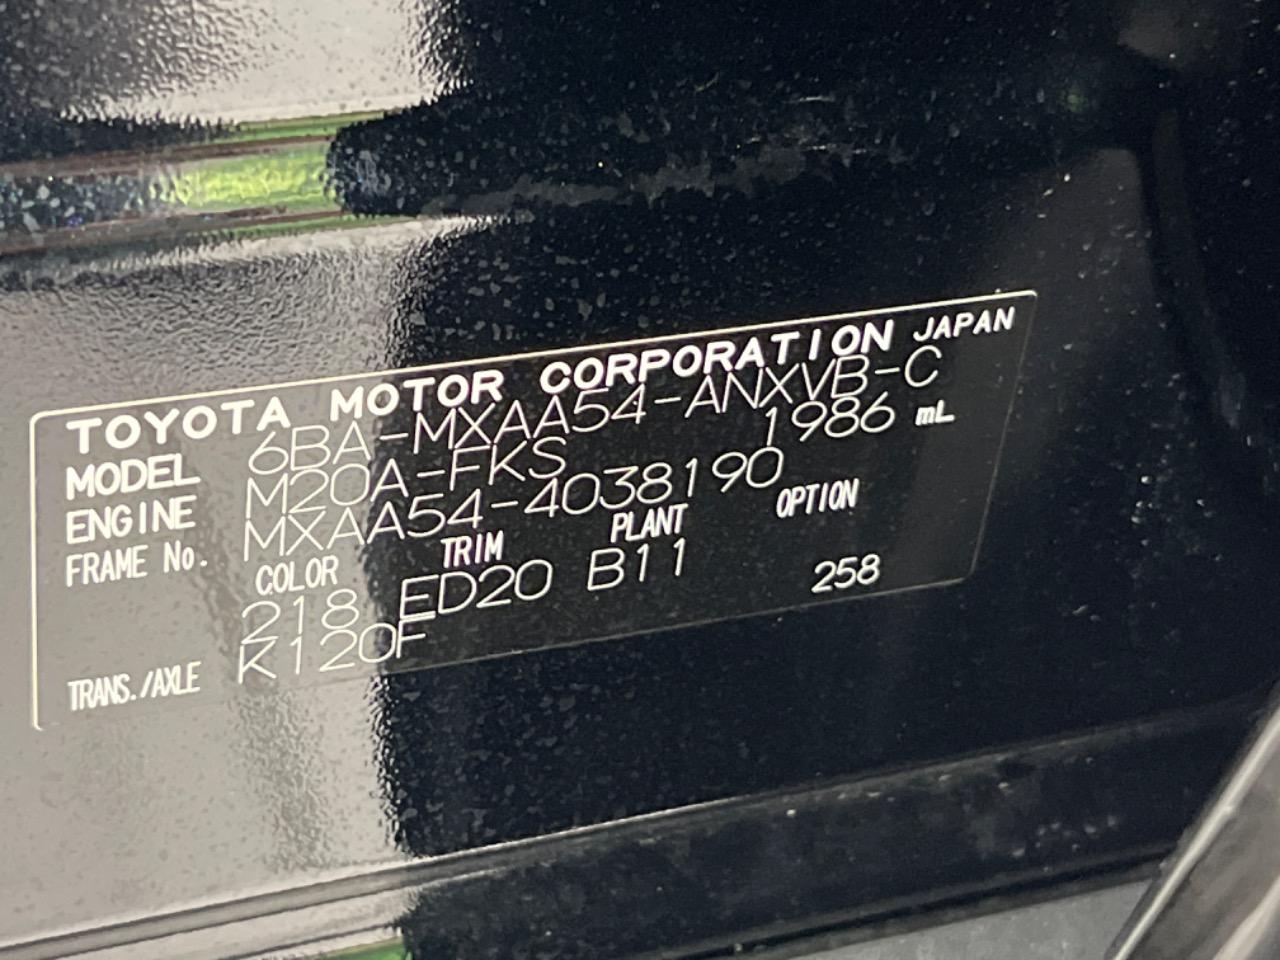 TOYOTA MOTOR CORPORATION JAPAN
MODEL 6BA-MXAA54-ANXVB-C
ENGINE M20A-FKS 1986 mL
FRAME No. MXAA54-4038190
COLOR TRIM PLANT OPTION
218 ED20 B11 258
TRANS./AXLE K120F